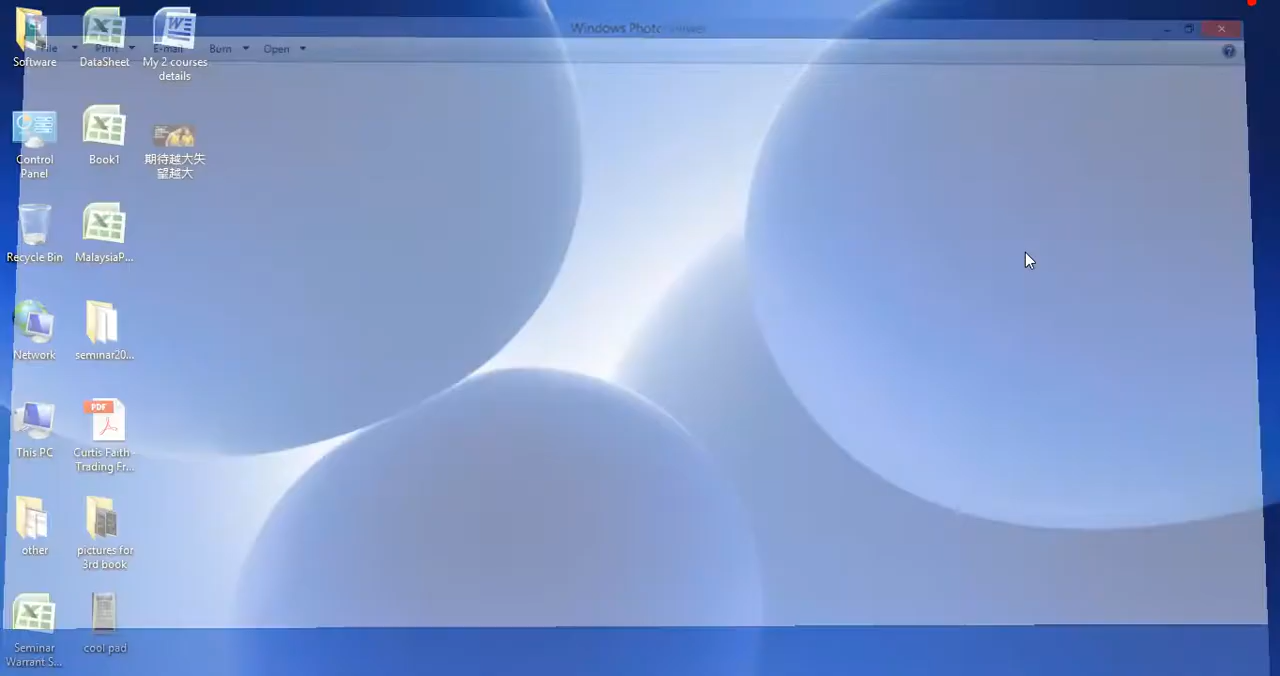 Windows Photo Viewer
File
Print
E-mail
Burn
Open
Software
DataSheet
My 2 courses
details
Control
Panel
Book1
期待越大失
望越大
Recycle Bin
MalaysiaP...
Network
seminar20...
This PC
PDF
Curtis Faith -
Trading Fr...
other
pictures for
3rd book
Seminar
Warrant S...
cool pad